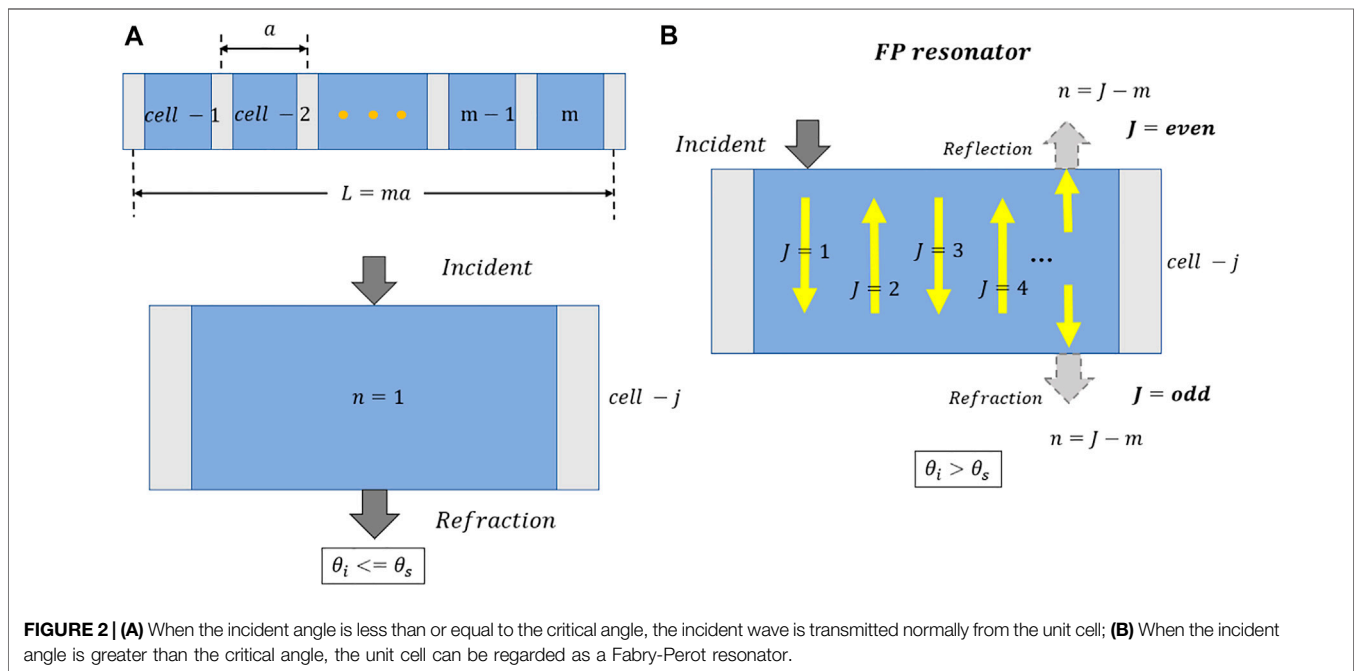 A
a
cell − 1
cell − 2
• • •
m − 1
m
L = ma
Incident
n = 1
cell − j
Refraction
θᵢ <= θₛ
B
FP resonator
n = J − m
J = even
Incident
Reflection
J = 1
J = 2
J = 3
J = 4
...
cell − j
Refraction
J = odd
n = J − m
θᵢ > θₛ
FIGURE 2 | (A) When the incident angle is less than or equal to the critical angle, the incident wave is transmitted normally from the unit cell; (B) When the incident
angle is greater than the critical angle, the unit cell can be regarded as a Fabry-Perot resonator.